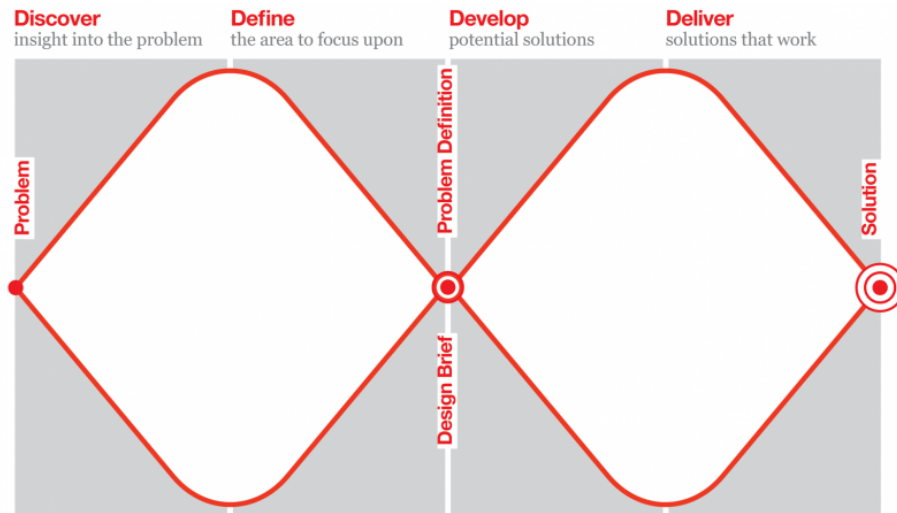 Discover
insight into the problem
Define
the area to focus upon
Develop
potential solutions
Deliver
solutions that work
Problem
Problem Definition
Design Brief
Solution